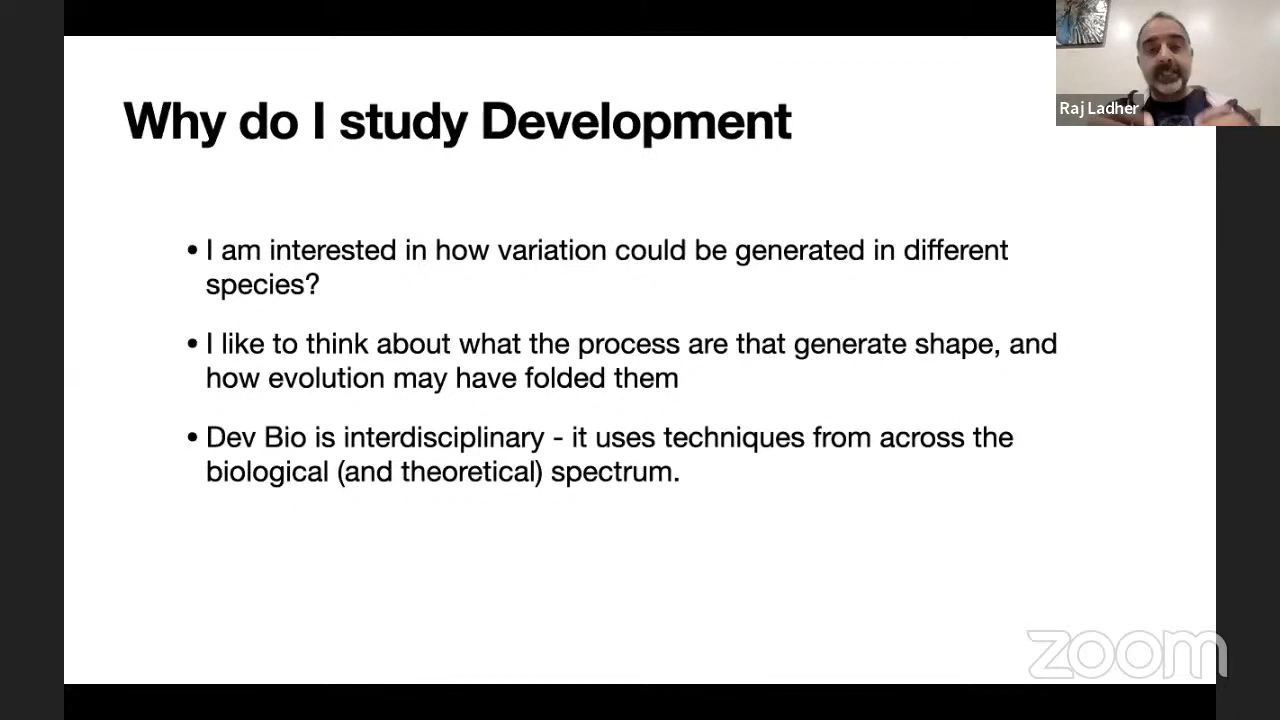 Why do I study Development
Raj Ladher
• I am interested in how variation could be generated in different
species?
• I like to think about what the process are that generate shape, and
how evolution may have folded them
• Dev Bio is interdisciplinary - it uses techniques from across the
biological (and theoretical) spectrum.
zoom